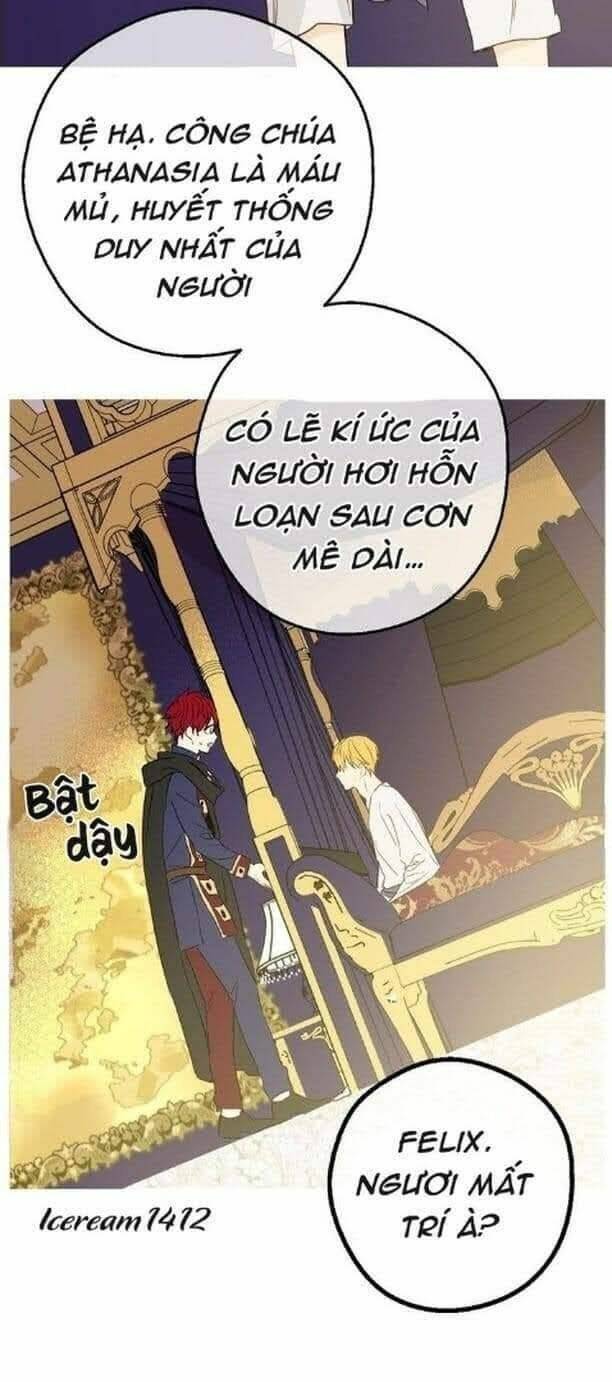 BỆ HẠ. CÔNG CHÚA
ATHANASIA LÀ MÁU
MỦ, HUYẾT THỐNG
DUY NHẤT CỦA
NGƯỜI
CÓ LẼ KÍ ỨC CỦA
NGƯỜI HƠI HỖN
LOẠN SAU CƠN
MÊ DÀI...
BẬT
DẬY
FELIX.
NGƯƠI MẤT
TRÍ À?
Iceream1412